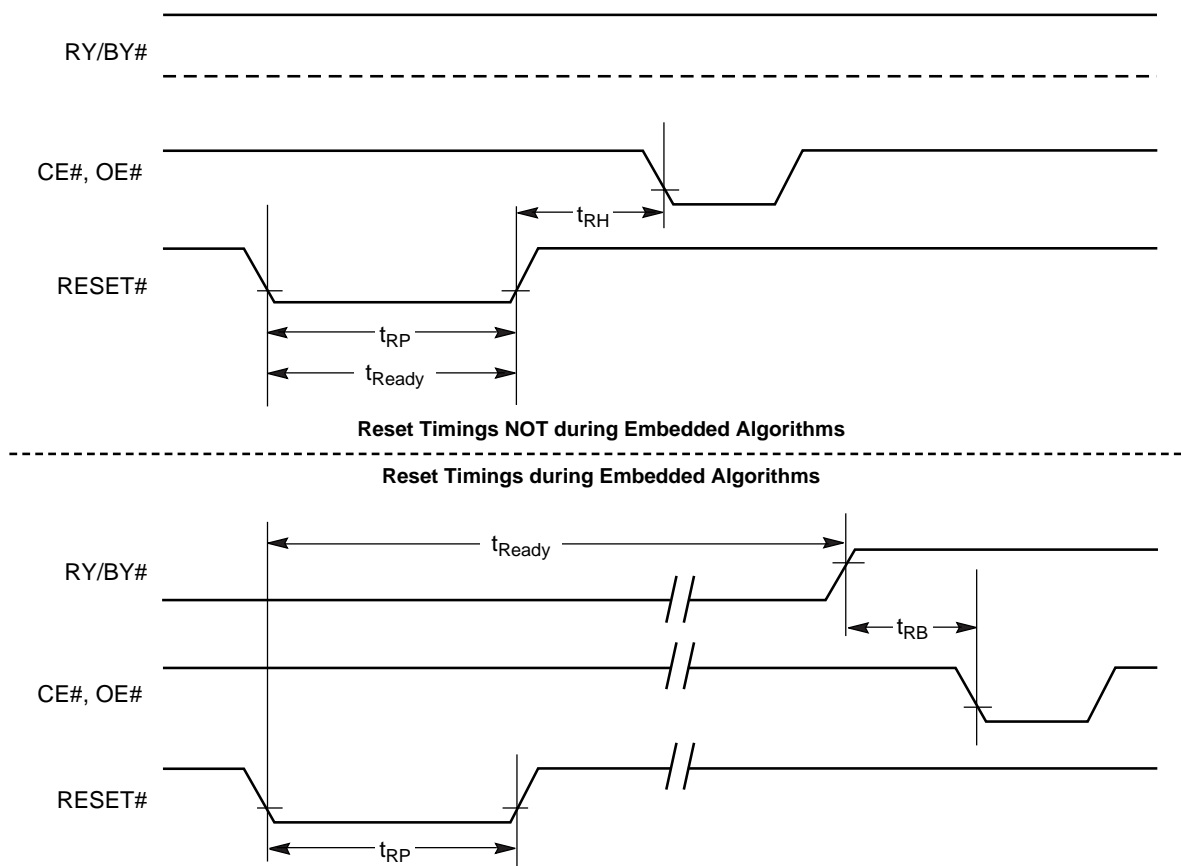 RY/BY#
CE#, OE#
tRH
RESET#
tRP
tReady
Reset Timings NOT during Embedded Algorithms
Reset Timings during Embedded Algorithms
tReady
RY/BY#
tRB
CE#, OE#
RESET#
tRP